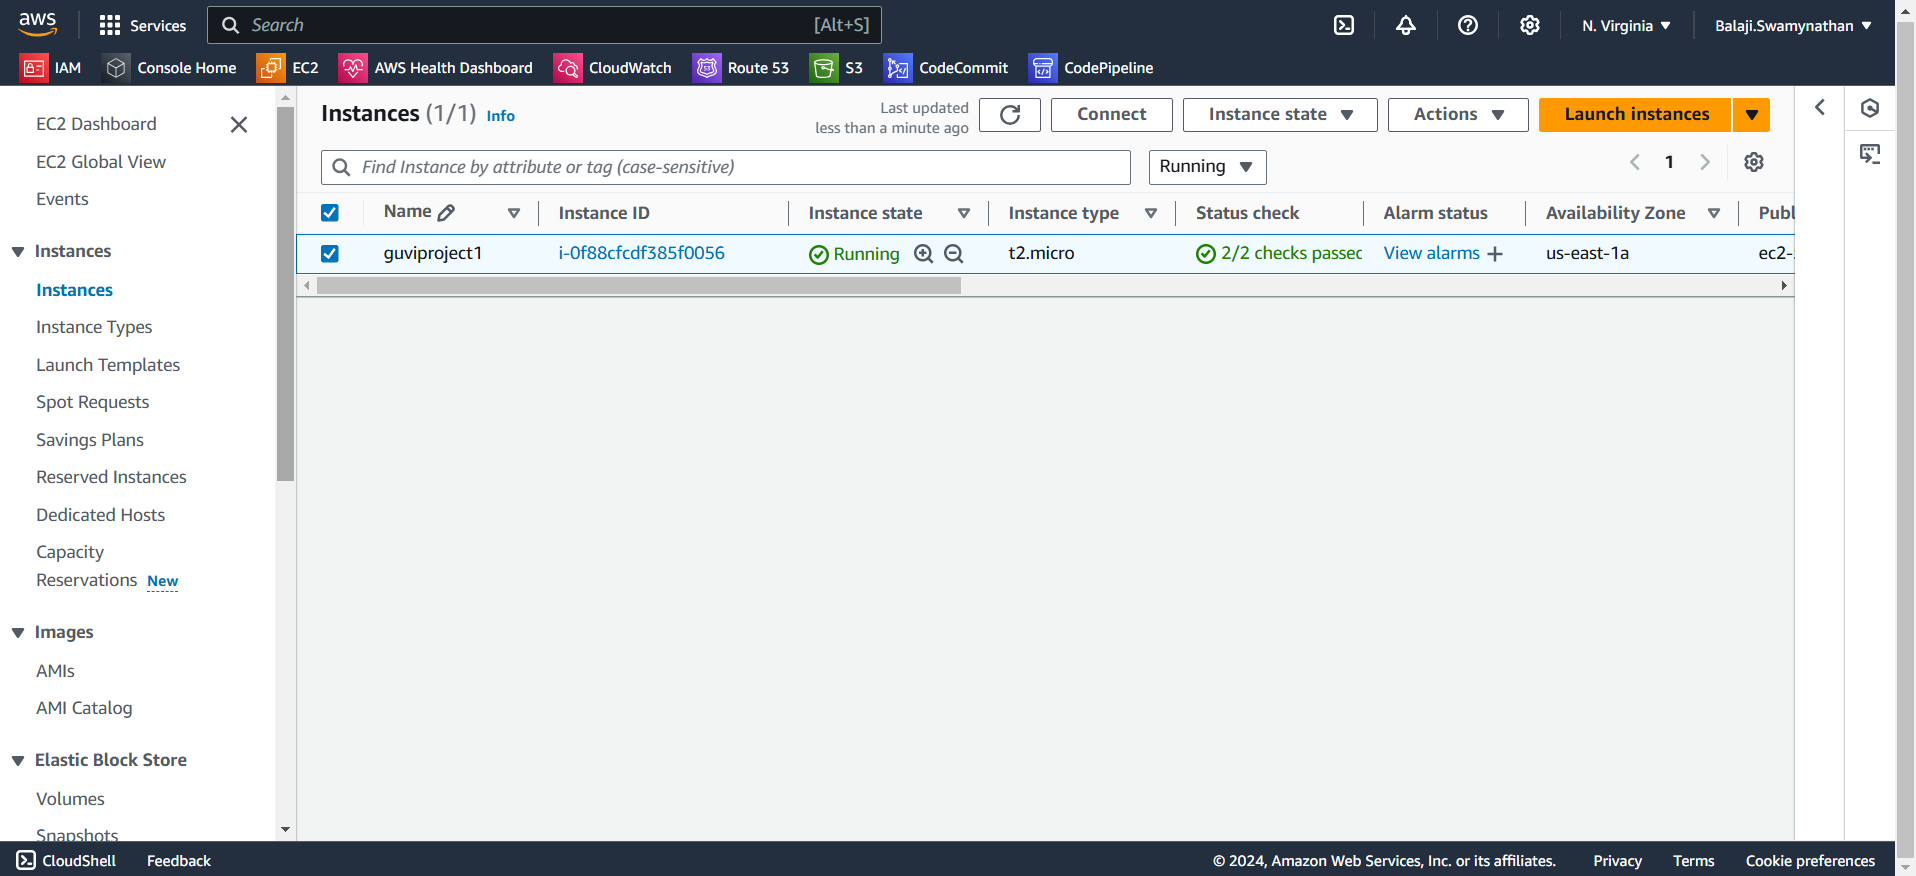 aws
Services
Search
[Alt+S]
N. Virginia
Balaji.Swamynathan
IAM
Console Home
EC2
AWS Health Dashboard
CloudWatch
Route 53
S3
CodeCommit
CodePipeline
EC2 Dashboard
EC2 Global View
Events
Instances
Instances
Instance Types
Launch Templates
Spot Requests
Savings Plans
Reserved Instances
Dedicated Hosts
Capacity
Reservations New
Images
AMIs
AMI Catalog
Elastic Block Store
Volumes
Snapshots
Instances (1/1) Info
Last updated
less than a minute ago
Connect
Instance state
Actions
Launch instances
Find Instance by attribute or tag (case-sensitive)
Running
1
Name
Instance ID
Instance state
Instance type
Status check
Alarm status
Availability Zone
Publ
guviproject1
i-0f88cfcdf385f0056
Running
t2.micro
2/2 checks passec
View alarms
us-east-1a
ec2-
CloudShell
Feedback
© 2024, Amazon Web Services, Inc. or its affiliates.
Privacy
Terms
Cookie preferences